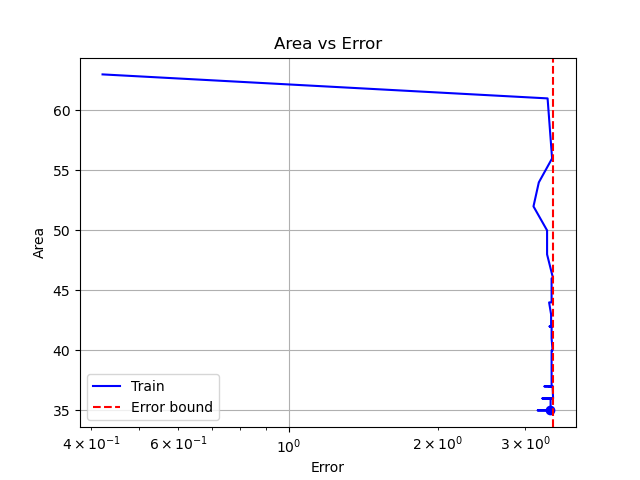 Area vs Error
Area
60
55
50
45
40
35
Train
Error bound
4 × 10⁻¹
6 × 10⁻¹
10⁰
2 × 10⁰
3 × 10⁰
Error